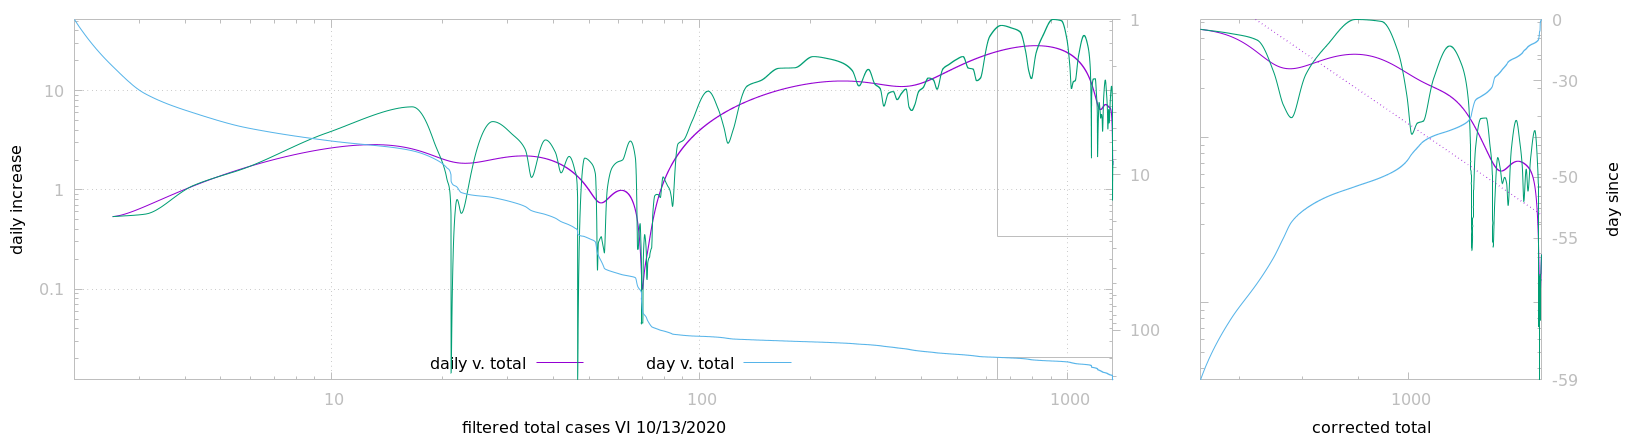 10
1
0.1
daily increase
daily v. total
day v. total
10
100
1000
filtered total cases VI 10/13/2020
1
10
100
0
-30
-50
-55
-59
day since
1000
corrected total